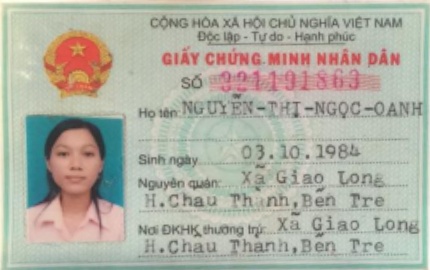 CỘNG HÒA XÃ HỘI CHỦ NGHĨA VIỆT NAM
Độc lập - Tự do - Hạnh phúc
GIẤY CHỨNG MINH NHÂN DÂN
SỐ 321191863
Họ tên: NGUYỄN-THỊ-NGỌC-OANH
Sinh ngày 03.10.1984
Nguyên quán: Xã Giao Long
H.Chau Thành,Bến Tre
Nơi ĐKHK thường trú: Xã Giao Long
H.Chau Thanh,Bến Tre